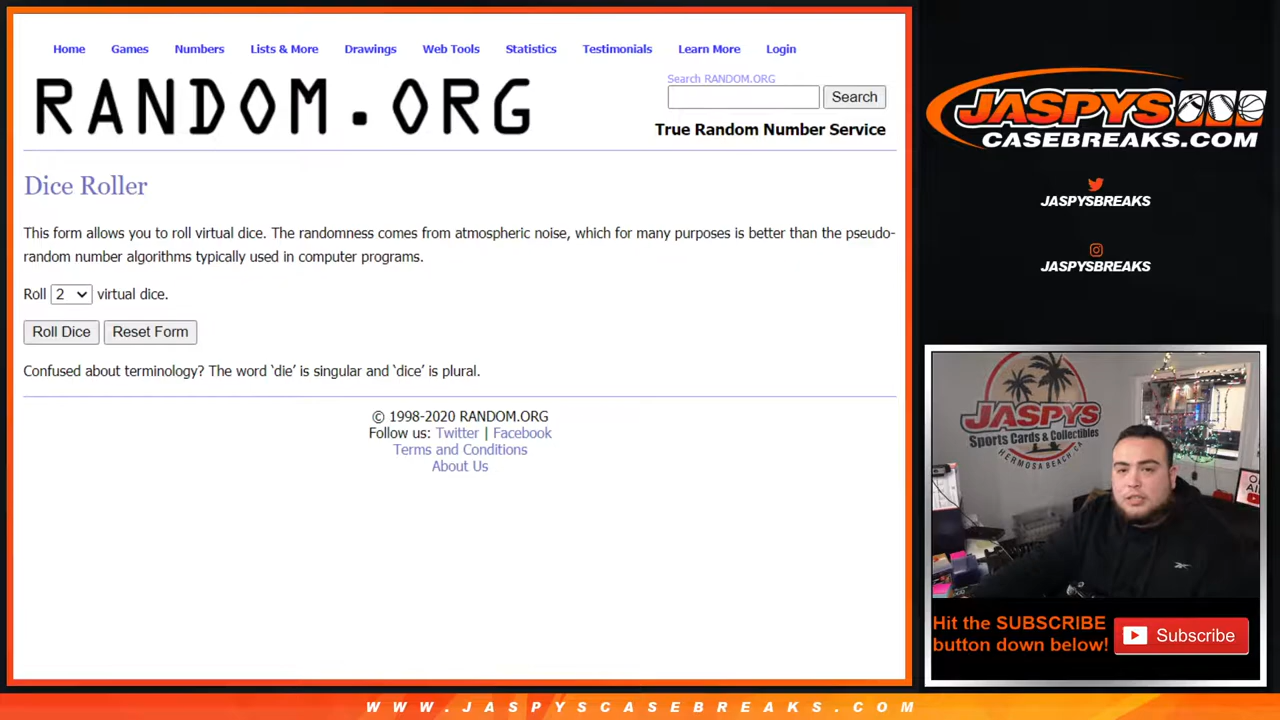 Home Games Numbers Lists & More Drawings Web Tools Statistics Testimonials Learn More Login
RANDOM.ORG
Search RANDOM.ORG
Search
True Random Number Service
Dice Roller
This form allows you to roll virtual dice. The randomness comes from atmospheric noise, which for many purposes is better than the pseudo-
random number algorithms typically used in computer programs.
Roll 2 virtual dice.
Roll Dice Reset Form
Confused about terminology? The word ‘die’ is singular and ‘dice’ is plural.
© 1998-2020 RANDOM.ORG
Follow us: Twitter | Facebook
Terms and Conditions
About Us
JASPYS
CASEBREAKS.COM
JASPYSBREAKS
JASPYSBREAKS
JASPYS
Sports Cards & Collectibles
HERMOSA BEACH, CA
Hit the SUBSCRIBE
button down below!
Subscribe
WWW.JASPYSCASEBREAKS.COM